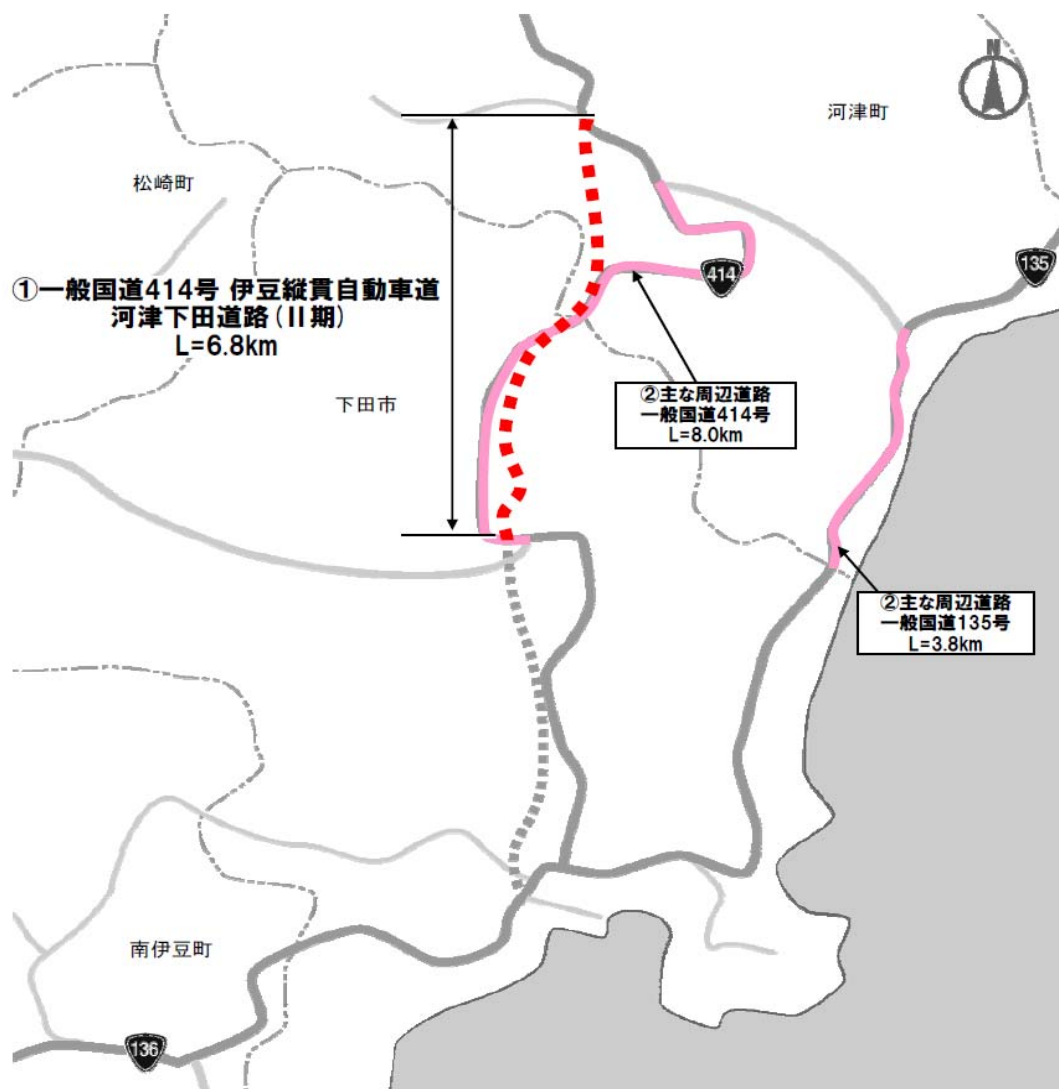 N
河津町
松崎町
①一般国道414号 伊豆縦貫自動車道
河津下田道路(Ⅱ期)
L=6.8km
414
135
下田市
②主な周辺道路
一般国道414号
L=8.0km
②主な周辺道路
一般国道135号
L=3.8km
南伊豆町
136